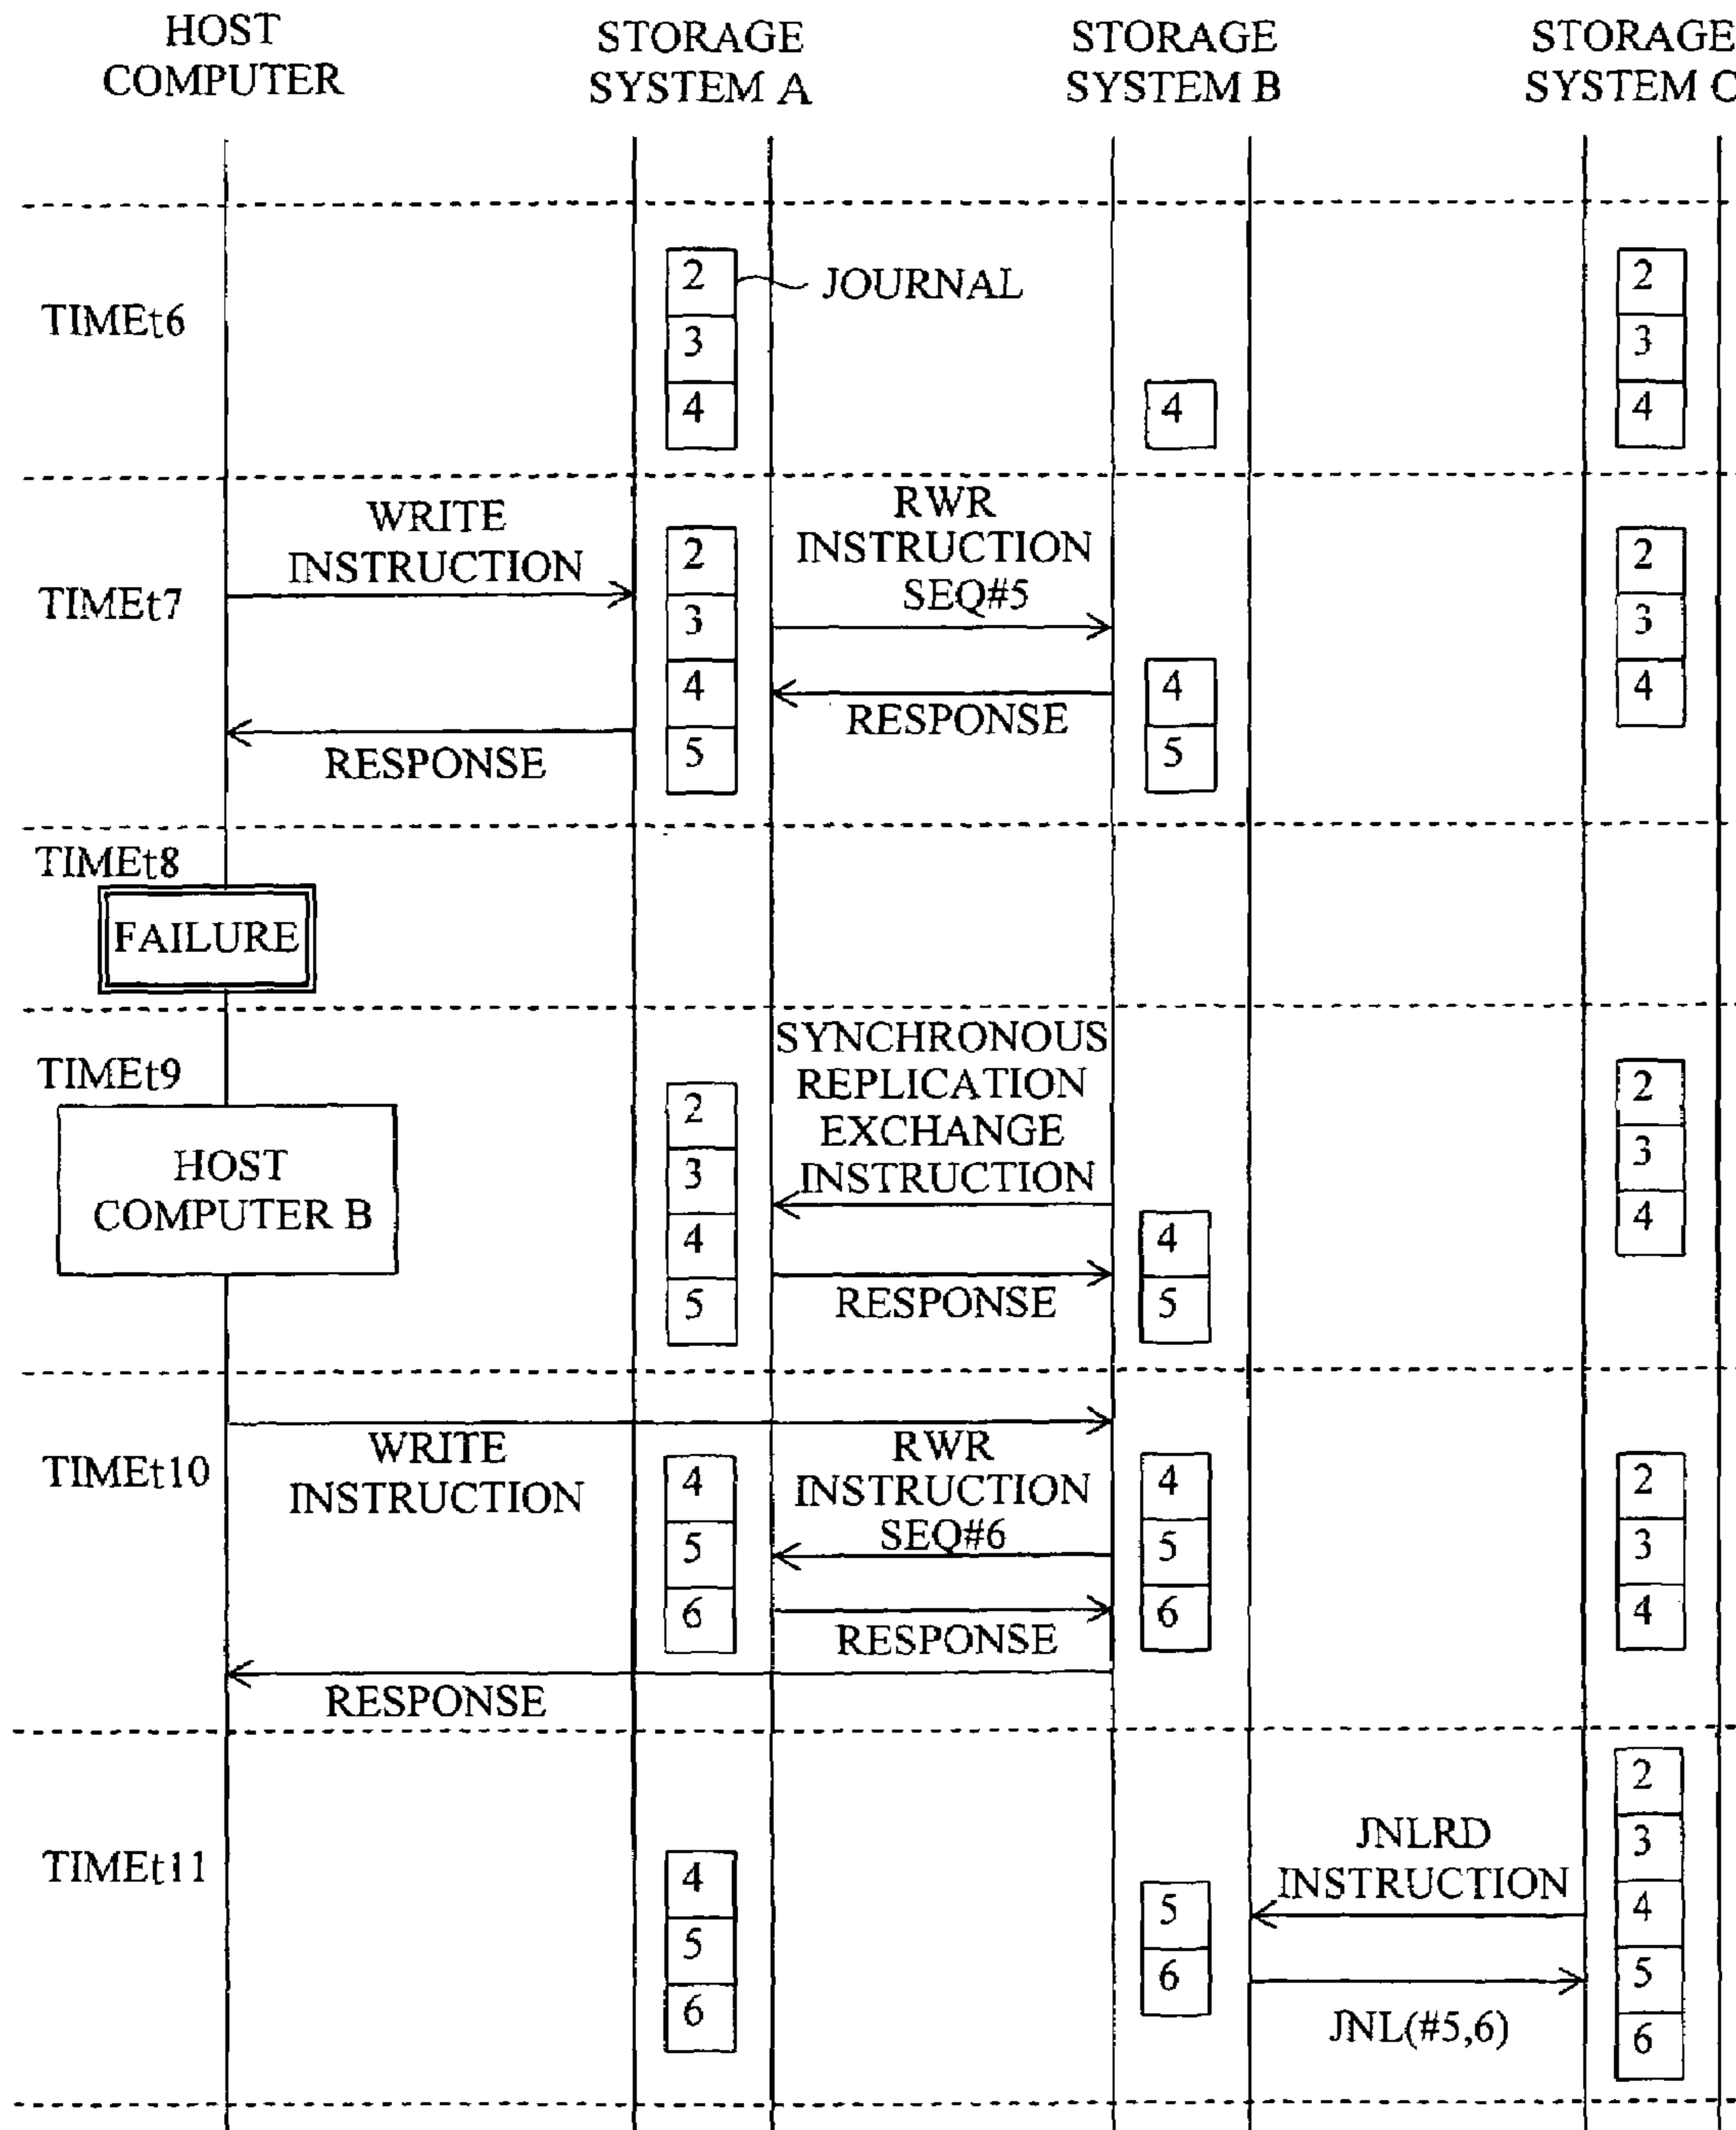 HOST
COMPUTER
STORAGE
SYSTEM A
STORAGE
SYSTEM B
STORAGE
SYSTEM C
TIMEt6
2
3
4
JOURNAL
4
2
3
4
TIMEt7
WRITE
INSTRUCTION
RESPONSE
2
3
4
5
RWR
INSTRUCTION
SEQ#5
RESPONSE
4
5
2
3
4
TIMEt8
FAILURE
TIMEt9
HOST
COMPUTER B
2
3
4
5
SYNCHRONOUS
REPLICATION
EXCHANGE
INSTRUCTION
RESPONSE
4
5
2
3
4
TIMEt10
WRITE
INSTRUCTION
RESPONSE
4
5
6
RWR
INSTRUCTION
SEQ#6
RESPONSE
4
5
6
2
3
4
TIMEt11
4
5
6
5
6
JNLRD
INSTRUCTION
JNL(#5,6)
2
3
4
5
6